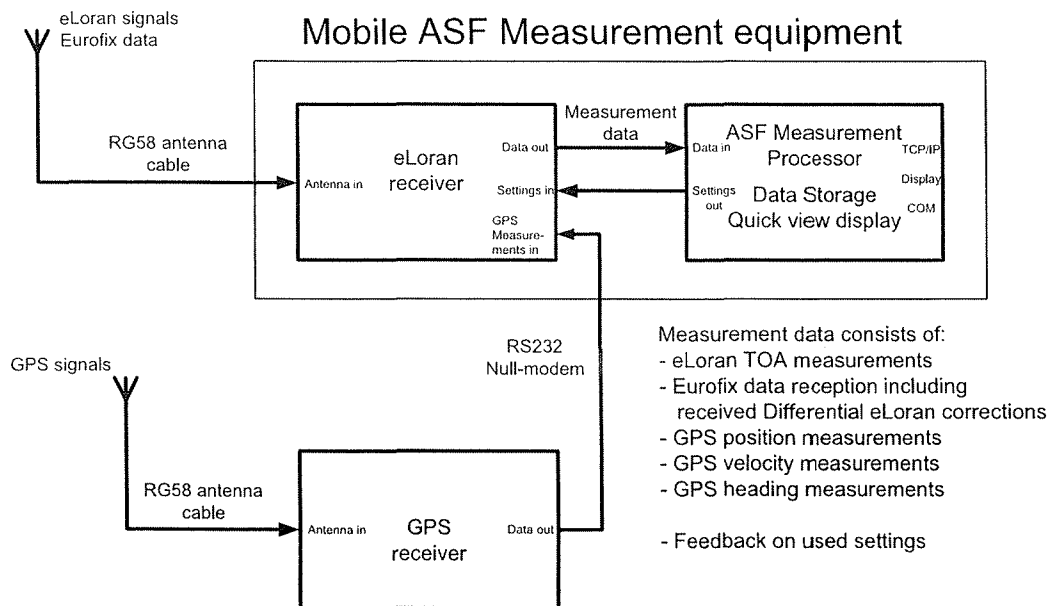 eLoran signals
Eurofix data
Mobile ASF Measurement equipment
RG58 antenna
cable
Antenna in
eLoran
receiver
Data out
Settings in
GPS
Measure-
ments in
Measurement
data
Data in
Settings
out
ASF Measurement
Processor
Data Storage
Quick view display
TCP/IP
Display
COM
GPS signals
RG58 antenna
cable
Antenna in
GPS
receiver
Data out
RS232
Null-modem
Measurement data consists of:
- eLoran TOA measurements
- Eurofix data reception including
received Differential eLoran corrections
- GPS position measurements
- GPS velocity measurements
- GPS heading measurements
- Feedback on used settings